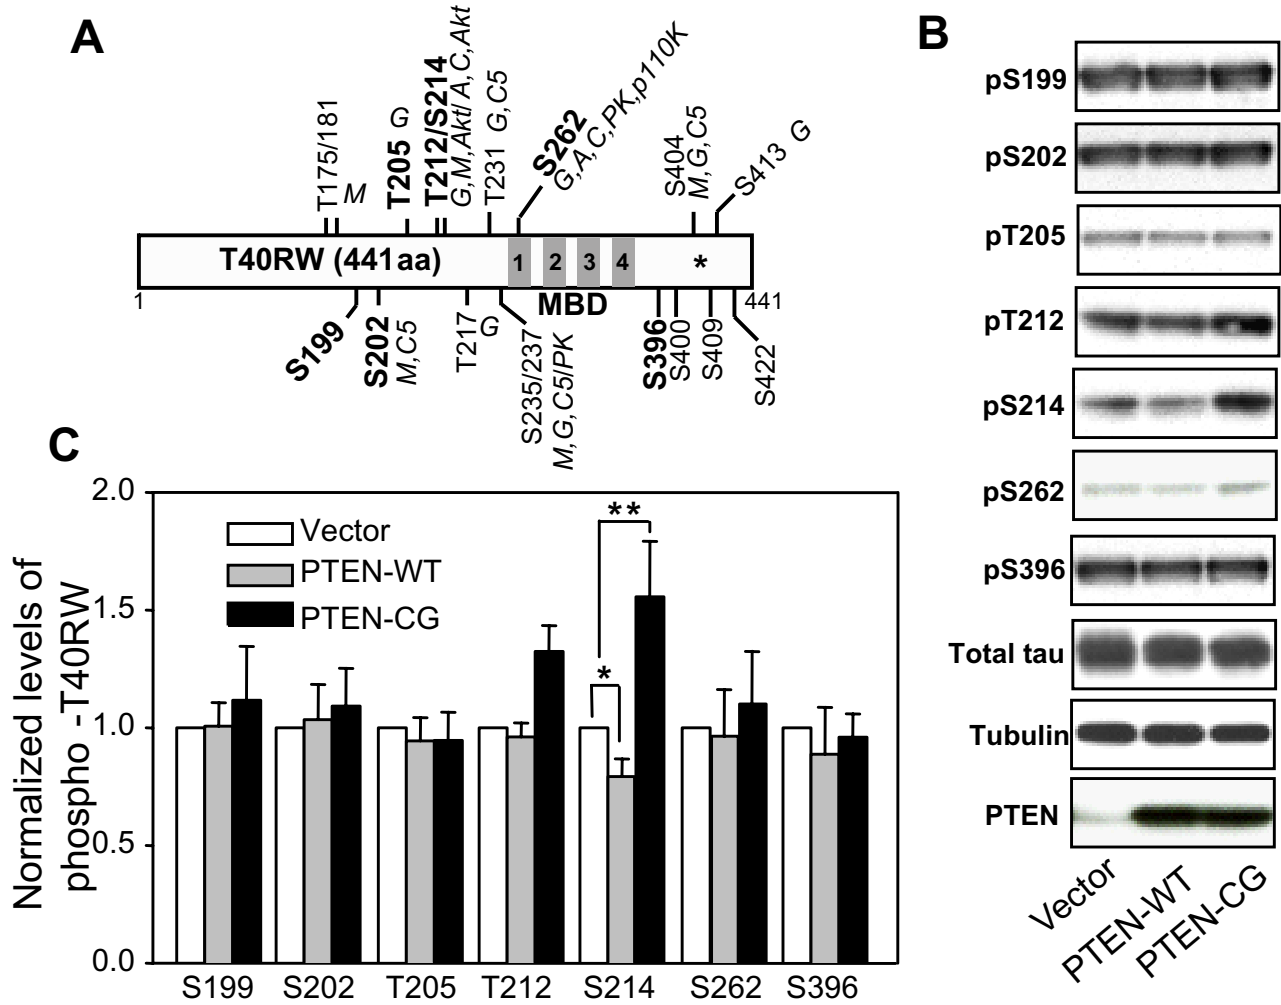 A
T175/181
M
T205 G
T212/S214
G,M,Akt/ A,C,Akt
T231 G,C5
S262
G,A,C,PK,p110K
S404
M,G,C5
S413 G
T40RW (441aa)
1 2 3 4
*
1
MBD
441
S199
S202
M,C5
T217
G
S235/237
M,G,C5/PK
S396
S400
S409
S422
B
pS199
pS202
pT205
pT212
pS214
pS262
pS396
Total tau
Tubulin
PTEN
Vector
PTEN-WT
PTEN-CG
C
Normalized levels of
phospho -T40RW
2.0
1.5
1.0
0.5
0.0
Vector
PTEN-WT
PTEN-CG
**
*
S199 S202 T205 T212 S214 S262 S396